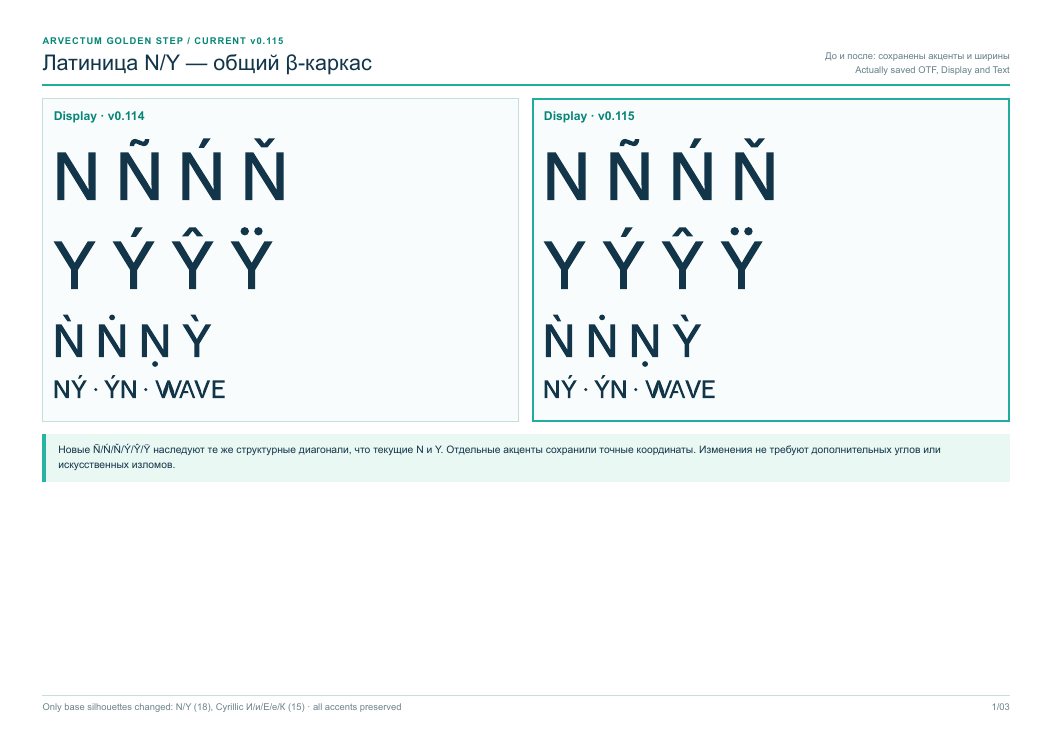 ARVECTUM GOLDEN STEP / CURRENT v0.115
Латиница N/Y — общий β-каркас
До и после: сохранены акценты и ширины
Actually saved OTF, Display and Text
Display · v0.114
N Ñ Ń Ň
Y Ý Ŷ Ÿ
Ǹ Ṅ Ṇ Ỳ
NÝ · ÝN · WAVE
Display · v0.115
N Ñ Ń Ň
Y Ý Ŷ Ÿ
Ǹ Ṅ Ṇ Ỳ
NÝ · ÝN · WAVE
Новые Ñ/Ń/Ň/Ý/Ŷ/Ÿ наследуют те же структурные диагонали, что текущие N и Y. Отдельные акценты сохранили точные координаты. Изменения не требуют дополнительных углов или
искусственных изломов.
Only base silhouettes changed: N/Y (18), Cyrillic И/и/Е/е/К (15) · all accents preserved
1/03